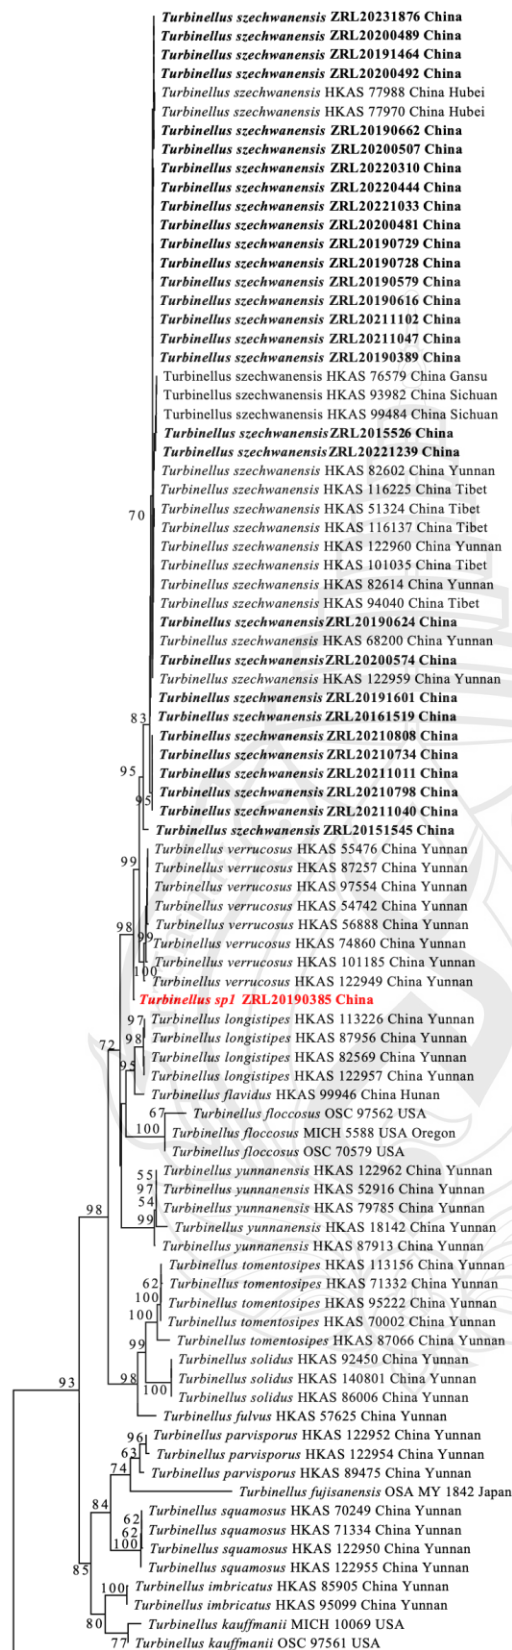 Turbinellus szechwanensis ZRL20231876 China
Turbinellus szechwanensis ZRL20200489 China
Turbinellus szechwanensis ZRL20191464 China
Turbinellus szechwanensis ZRL20200492 China
Turbinellus szechwanensis HKAS 77988 China Hubei
Turbinellus szechwanensis HKAS 77970 China Hubei
Turbinellus szechwanensis ZRL20190662 China
Turbinellus szechwanensis ZRL20200507 China
Turbinellus szechwanensis ZRL20220310 China
Turbinellus szechwanensis ZRL20220444 China
Turbinellus szechwanensis ZRL20221033 China
Turbinellus szechwanensis ZRL20200481 China
Turbinellus szechwanensis ZRL20190729 China
Turbinellus szechwanensis ZRL20190728 China
Turbinellus szechwanensis ZRL20190579 China
Turbinellus szechwanensis ZRL20190616 China
Turbinellus szechwanensis ZRL20211102 China
Turbinellus szechwanensis ZRL20211047 China
Turbinellus szechwanensis ZRL20190389 China
Turbinellus szechwanensis HKAS 76579 China Gansu
Turbinellus szechwanensis HKAS 93982 China Sichuan
Turbinellus szechwanensis HKAS 99484 China Sichuan
Turbinellus szechwanensis ZRL2015526 China
Turbinellus szechwanensis ZRL20221239 China
Turbinellus szechwanensis HKAS 82602 China Yunnan
Turbinellus szechwanensis HKAS 116225 China Tibet
Turbinellus szechwanensis HKAS 51324 China Tibet
70
Turbinellus szechwanensis HKAS 116137 China Tibet
Turbinellus szechwanensis HKAS 122960 China Yunnan
Turbinellus szechwanensis HKAS 101035 China Tibet
Turbinellus szechwanensis HKAS 82614 China Yunnan
Turbinellus szechwanensis HKAS 94040 China Tibet
Turbinellus szechwanensis ZRL20190624 China
Turbinellus szechwanensis HKAS 68200 China Yunnan
Turbinellus szechwanensis ZRL20200574 China
Turbinellus szechwanensis HKAS 122959 China Yunnan
Turbinellus szechwanensis ZRL20191601 China
83
Turbinellus szechwanensis ZRL20161519 China
Turbinellus szechwanensis ZRL20210808 China
Turbinellus szechwanensis ZRL20210734 China
95
Turbinellus szechwanensis ZRL20211011 China
Turbinellus szechwanensis ZRL20210798 China
95
Turbinellus szechwanensis ZRL20211040 China
Turbinellus szechwanensis ZRL20151545 China
Turbinellus verrucosus HKAS 55476 China Yunnan
99
Turbinellus verrucosus HKAS 87257 China Yunnan
Turbinellus verrucosus HKAS 97554 China Yunnan
Turbinellus verrucosus HKAS 54742 China Yunnan
98
Turbinellus verrucosus HKAS 56888 China Yunnan
99
Turbinellus verrucosus HKAS 74860 China Yunnan
Turbinellus verrucosus HKAS 101185 China Yunnan
100
Turbinellus verrucosus HKAS 122949 China Yunnan
Turbinellus sp1 ZRL20190385 China
97
Turbinellus longistipes HKAS 113226 China Yunnan
98
Turbinellus longistipes HKAS 87956 China Yunnan
72
Turbinellus longistipes HKAS 82569 China Yunnan
95
Turbinellus longistipes HKAS 122957 China Yunnan
Turbinellus flavidus HKAS 99946 China Hunan
67
Turbinellus floccosus OSC 97562 USA
100
Turbinellus floccosus MICH 5588 USA Oregon
Turbinellus floccosus OSC 70579 USA
55
Turbinellus yunnanensis HKAS 122962 China Yunnan
97
Turbinellus yunnanensis HKAS 52916 China Yunnan
54
Turbinellus yunnanensis HKAS 79785 China Yunnan
98
99
Turbinellus yunnanensis HKAS 18142 China Yunnan
Turbinellus yunnanensis HKAS 87913 China Yunnan
Turbinellus tomentosipes HKAS 113156 China Yunnan
62
Turbinellus tomentosipes HKAS 71332 China Yunnan
100
Turbinellus tomentosipes HKAS 95222 China Yunnan
100
Turbinellus tomentosipes HKAS 70002 China Yunnan
Turbinellus tomentosipes HKAS 87066 China Yunnan
99
Turbinellus solidus HKAS 92450 China Yunnan
93
98
Turbinellus solidus HKAS 140801 China Yunnan
100
Turbinellus solidus HKAS 86006 China Yunnan
Turbinellus fulvus HKAS 57625 China Yunnan
96
Turbinellus parvisporus HKAS 122952 China Yunnan
63
Turbinellus parvisporus HKAS 122954 China Yunnan
74
Turbinellus parvisporus HKAS 89475 China Yunnan
Turbinellus fujisanensis OSA MY 1842 Japan
84
Turbinellus squamosus HKAS 70249 China Yunnan
62
Turbinellus squamosus HKAS 71334 China Yunnan
62
100
Turbinellus squamosus HKAS 122950 China Yunnan
Turbinellus squamosus HKAS 122955 China Yunnan
85
100
Turbinellus imbricatus HKAS 85905 China Yunnan
Turbinellus imbricatus HKAS 95099 China Yunnan
80
Turbinellus kauffmanii MICH 10069 USA
77
Turbinellus kauffmanii OSC 97561 USA